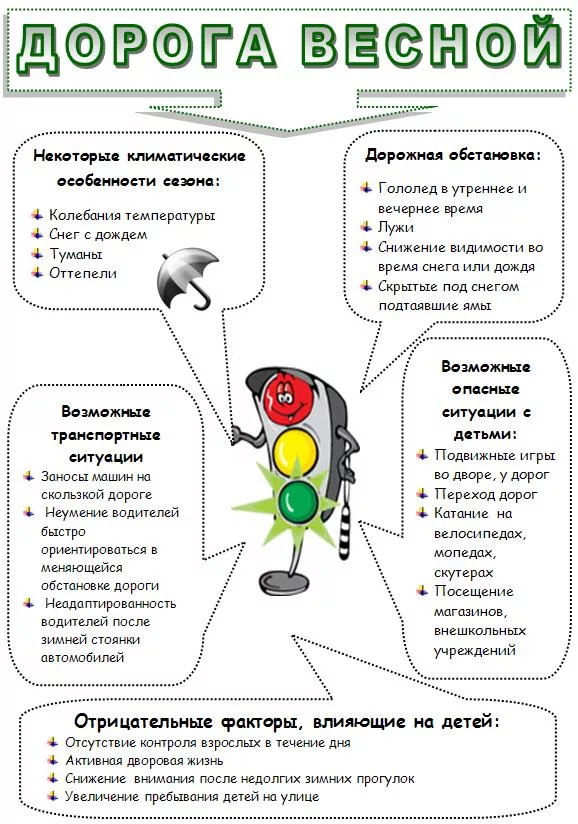 ДОРОГА ВЕСНОЙ
Некоторые климатические
особенности сезона:
Колебания температуры
Снег с дождем
Туманы
Оттепели
Дорожная обстановка:
Гололед в утреннее и
вечернее время
Лужи
Снижение видимости во
время снега или дождя
Скрытые под снегом
подтаявшие ямы
Возможные
транспортные
ситуации
Заносы машин на
скользкой дороге
Неумение водителей
быстро
ориентироваться в
меняющейся
обстановке дороги
Неадаптированность
водителей после
зимней стоянки
автомобилей
Возможные
опасные
ситуации с
детьми:
Подвижные игры
во дворе, у дорог
Переход дорог
Катание на
велосипедах,
мопедах,
скутерах
Посещение
магазинов,
внешкольных
учреждений
Отрицательные факторы, влияющие на детей:
Отсутствие контроля взрослых в течение дня
Активная дворовая жизнь
Снижение внимания после недолгих зимних прогулок
Увеличение пребывания детей на улице